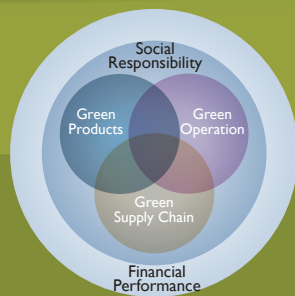 Social
Responsibility
Green
Products
Green
Operation
Green
Supply Chain
Financial
Performance